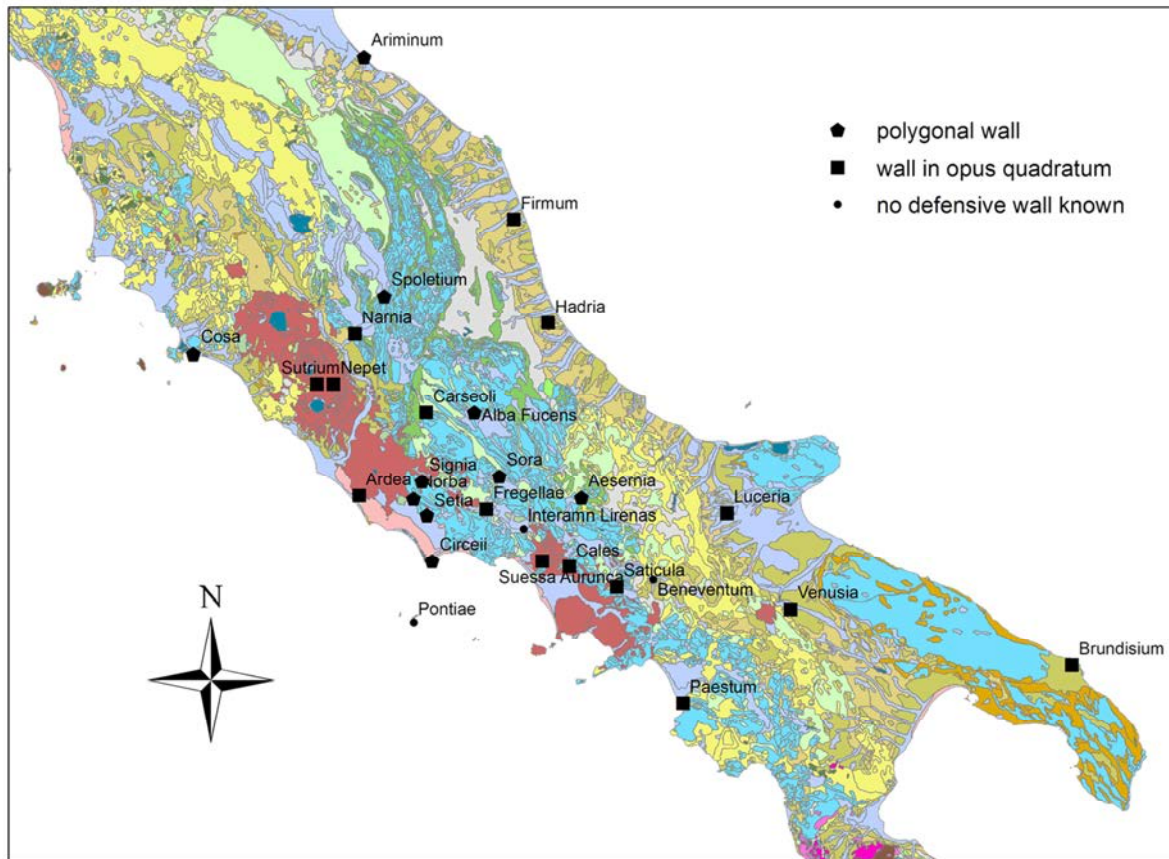 Ariminum
polygonal wall
wall in opus quadratum
no defensive wall known
Firmum
Spoletium
Hadria
Narnia
Cosa
Sutrium Nepet
Carseoli
Alba Fucens
Signia
Sora
Ardea
Norba
Aesernia
Setia
Fregellae
Luceria
Interamn Lirenas
Circeii
Cales
Suessa Aurunca
Saticula
Beneventum
Venusia
Pontiae
N
Brundisium
Paestum